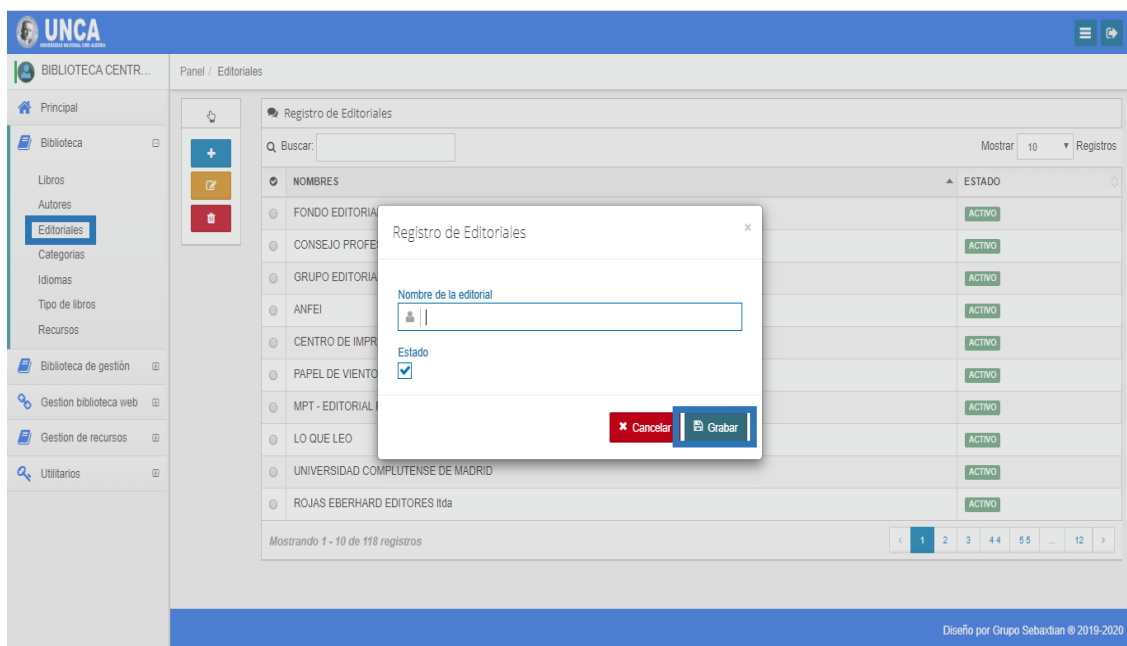 UNCA
BIBLIOTECA CENTR...
Panel / Editoriales
Principal
Biblioteca
Libros
Autores
Editoriales
Categorias
Idiomas
Tipo de libros
Recursos
Biblioteca de gestión
Gestion biblioteca web
Gestion de recursos
Utilitarios
Registro de Editoriales
Buscar:
Mostrar 10 Registros
NOMBRES ESTADO
FONDO EDITORIA ACTIVO
CONSEJO PROFES ACTIVO
GRUPO EDITORIA ACTIVO
ANFEI ACTIVO
CENTRO DE IMPR ACTIVO
PAPEL DE VIENTO ACTIVO
MPT - EDITORIAL ACTIVO
LO QUE LEO ACTIVO
UNIVERSIDAD COMPLUTENSE DE MADRID ACTIVO
ROJAS EBERHARD EDITORES ltda ACTIVO
Mostrando 1 - 10 de 118 registros
< 1 2 3 4 4 5 5 ... 12 >
Registro de Editoriales ×
Nombre de la editorial
Estado
Cancelar Grabar
Diseño por Grupo Sebaxtian ® 2019-2020